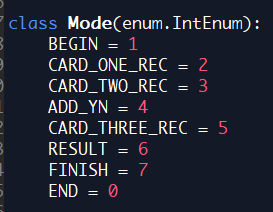 class Mode(enum.IntEnum):
    BEGIN = 1
    CARD_ONE_REC = 2
    CARD_TWO_REC = 3
    ADD_YN = 4
    CARD_THREE_REC = 5
    RESULT = 6
    FINISH = 7
    END = 0